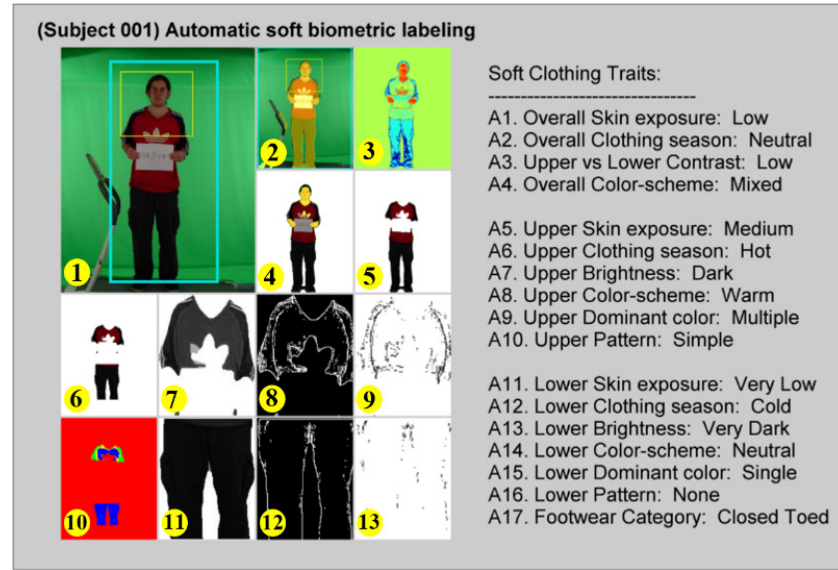 (Subject 001) Automatic soft biometric labeling
1
2
3
4
5
6
7
8
9
10
11
12
13
Soft Clothing Traits:
--------------------------------
A1. Overall Skin exposure: Low
A2. Overall Clothing season: Neutral
A3. Upper vs Lower Contrast: Low
A4. Overall Color-scheme: Mixed
A5. Upper Skin exposure: Medium
A6. Upper Clothing season: Hot
A7. Upper Brightness: Dark
A8. Upper Color-scheme: Warm
A9. Upper Dominant color: Multiple
A10. Upper Pattern: Simple
A11. Lower Skin exposure: Very Low
A12. Lower Clothing season: Cold
A13. Lower Brightness: Very Dark
A14. Lower Color-scheme: Neutral
A15. Lower Dominant color: Single
A16. Lower Pattern: None
A17. Footwear Category: Closed Toed